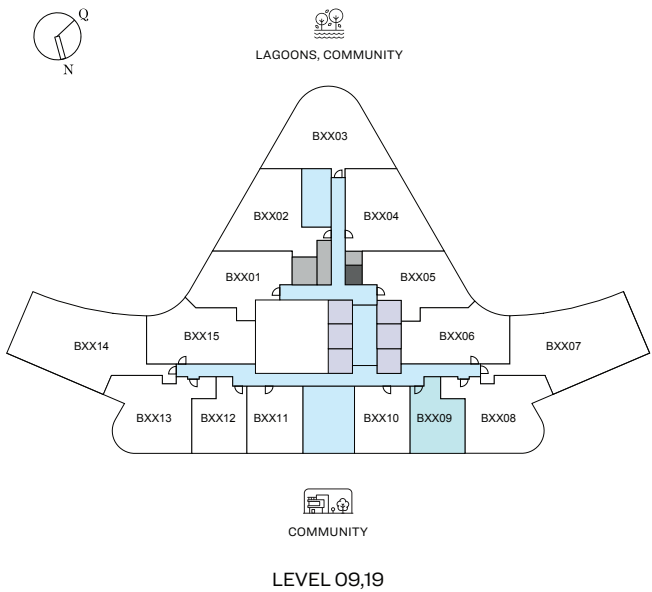 Q
N
LAGOONS, COMMUNITY
BXX03
BXX02
BXX04
BXX01
BXX05
BXX14
BXX15
BXX06
BXX07
BXX13
BXX12
BXX11
BXX10
BXX09
BXX08
COMMUNITY
LEVEL 09,19